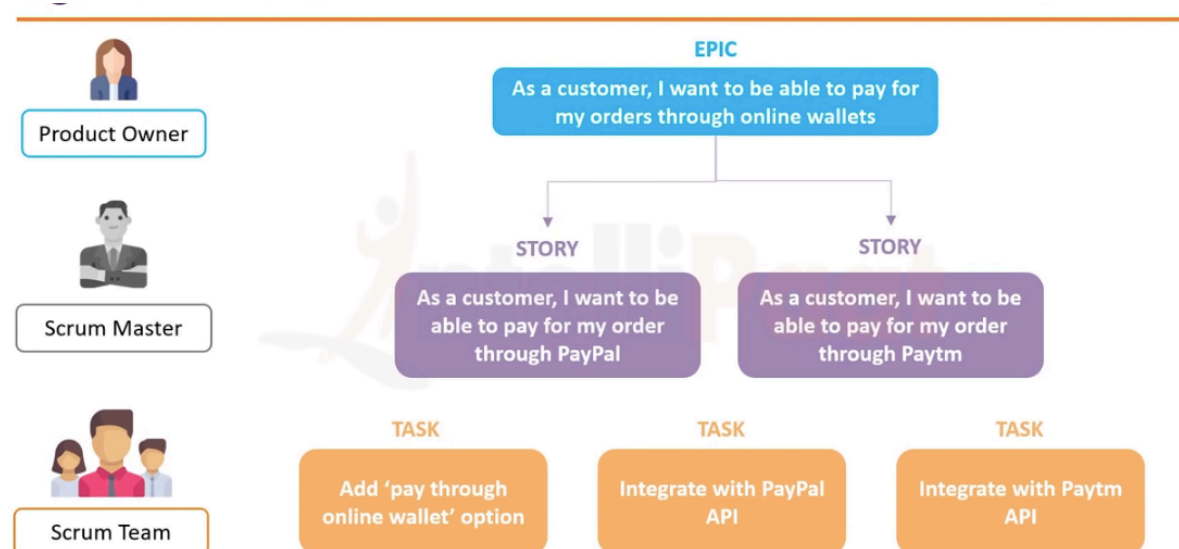 EPIC
As a customer, I want to be able to pay for
my orders through online wallets
Product Owner
STORY
STORY
As a customer, I want to be
able to pay for my order
through PayPal
As a customer, I want to be
able to pay for my order
through Paytm
Scrum Master
IntelliPaat
TASK
TASK
TASK
Add ‘pay through
online wallet’ option
Integrate with PayPal
API
Integrate with Paytm
API
Scrum Team